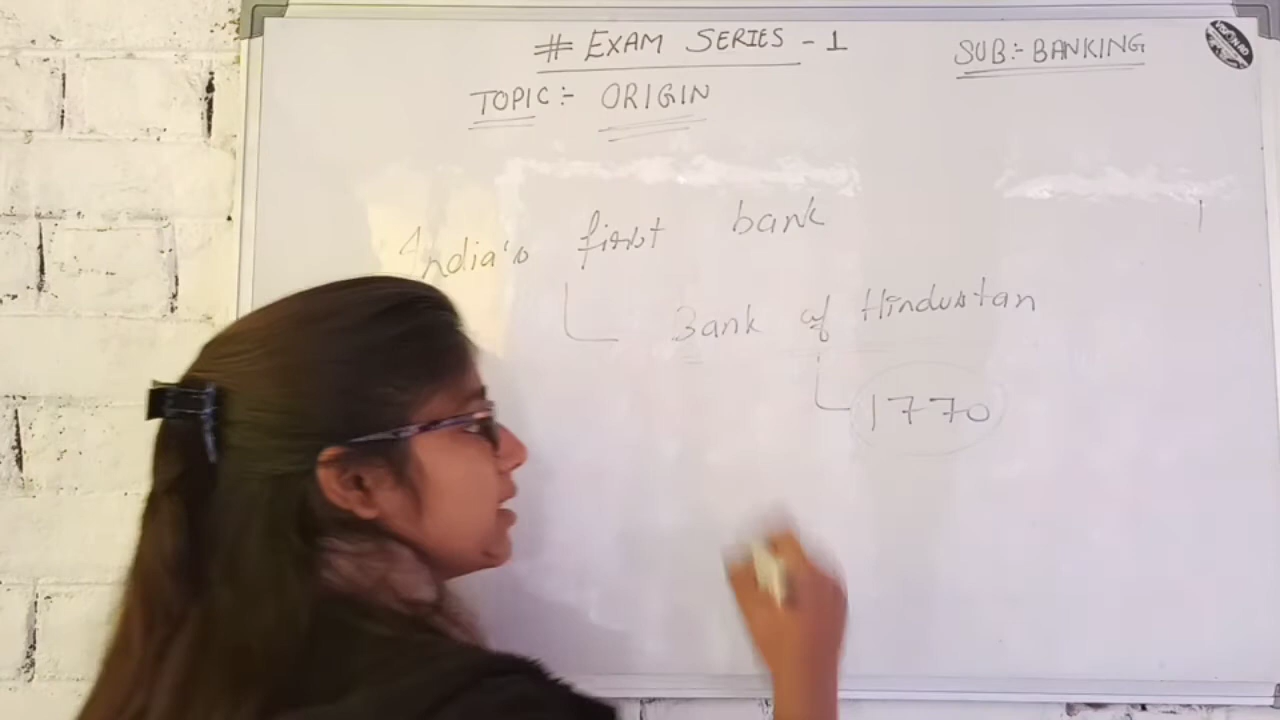 # EXAM SERIES - 1
SUB:- BANKING
TOPIC:- ORIGIN
India's first bank
Bank of Hindustan
1770